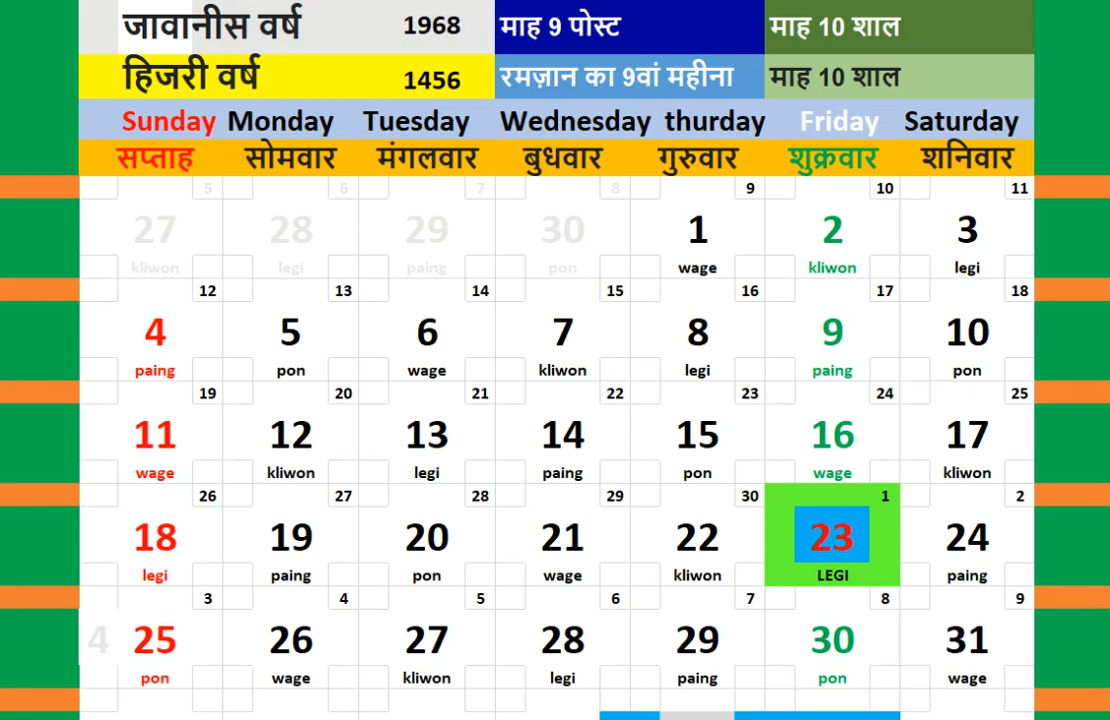 जावानीस वर्ष 1968 माह 9 पोस्ट माह 10 शाल
हिजरी वर्ष 1456 रमज़ान का 9वां महीना माह 10 शाल
Sunday Monday Tuesday Wednesday thurday Friday Saturday
सप्ताह सोमवार मंगलवार बुधवार गुरुवार शुक्रवार शनिवार
5 6 7 8 9 10 11
27 28 29 30 1 2 3
kliwon legi paing pon wage kliwon legi
12 13 14 15 16 17 18
4 5 6 7 8 9 10
paing pon wage kliwon legi paing pon
19 20 21 22 23 24 25
11 12 13 14 15 16 17
wage kliwon legi paing pon wage kliwon
26 27 28 29 30 1 2
18 19 20 21 22 23 24
legi paing pon wage kliwon LEGI paing
3 4 5 6 7 8 9
4 25 26 27 28 29 30 31
pon wage kliwon legi paing pon wage